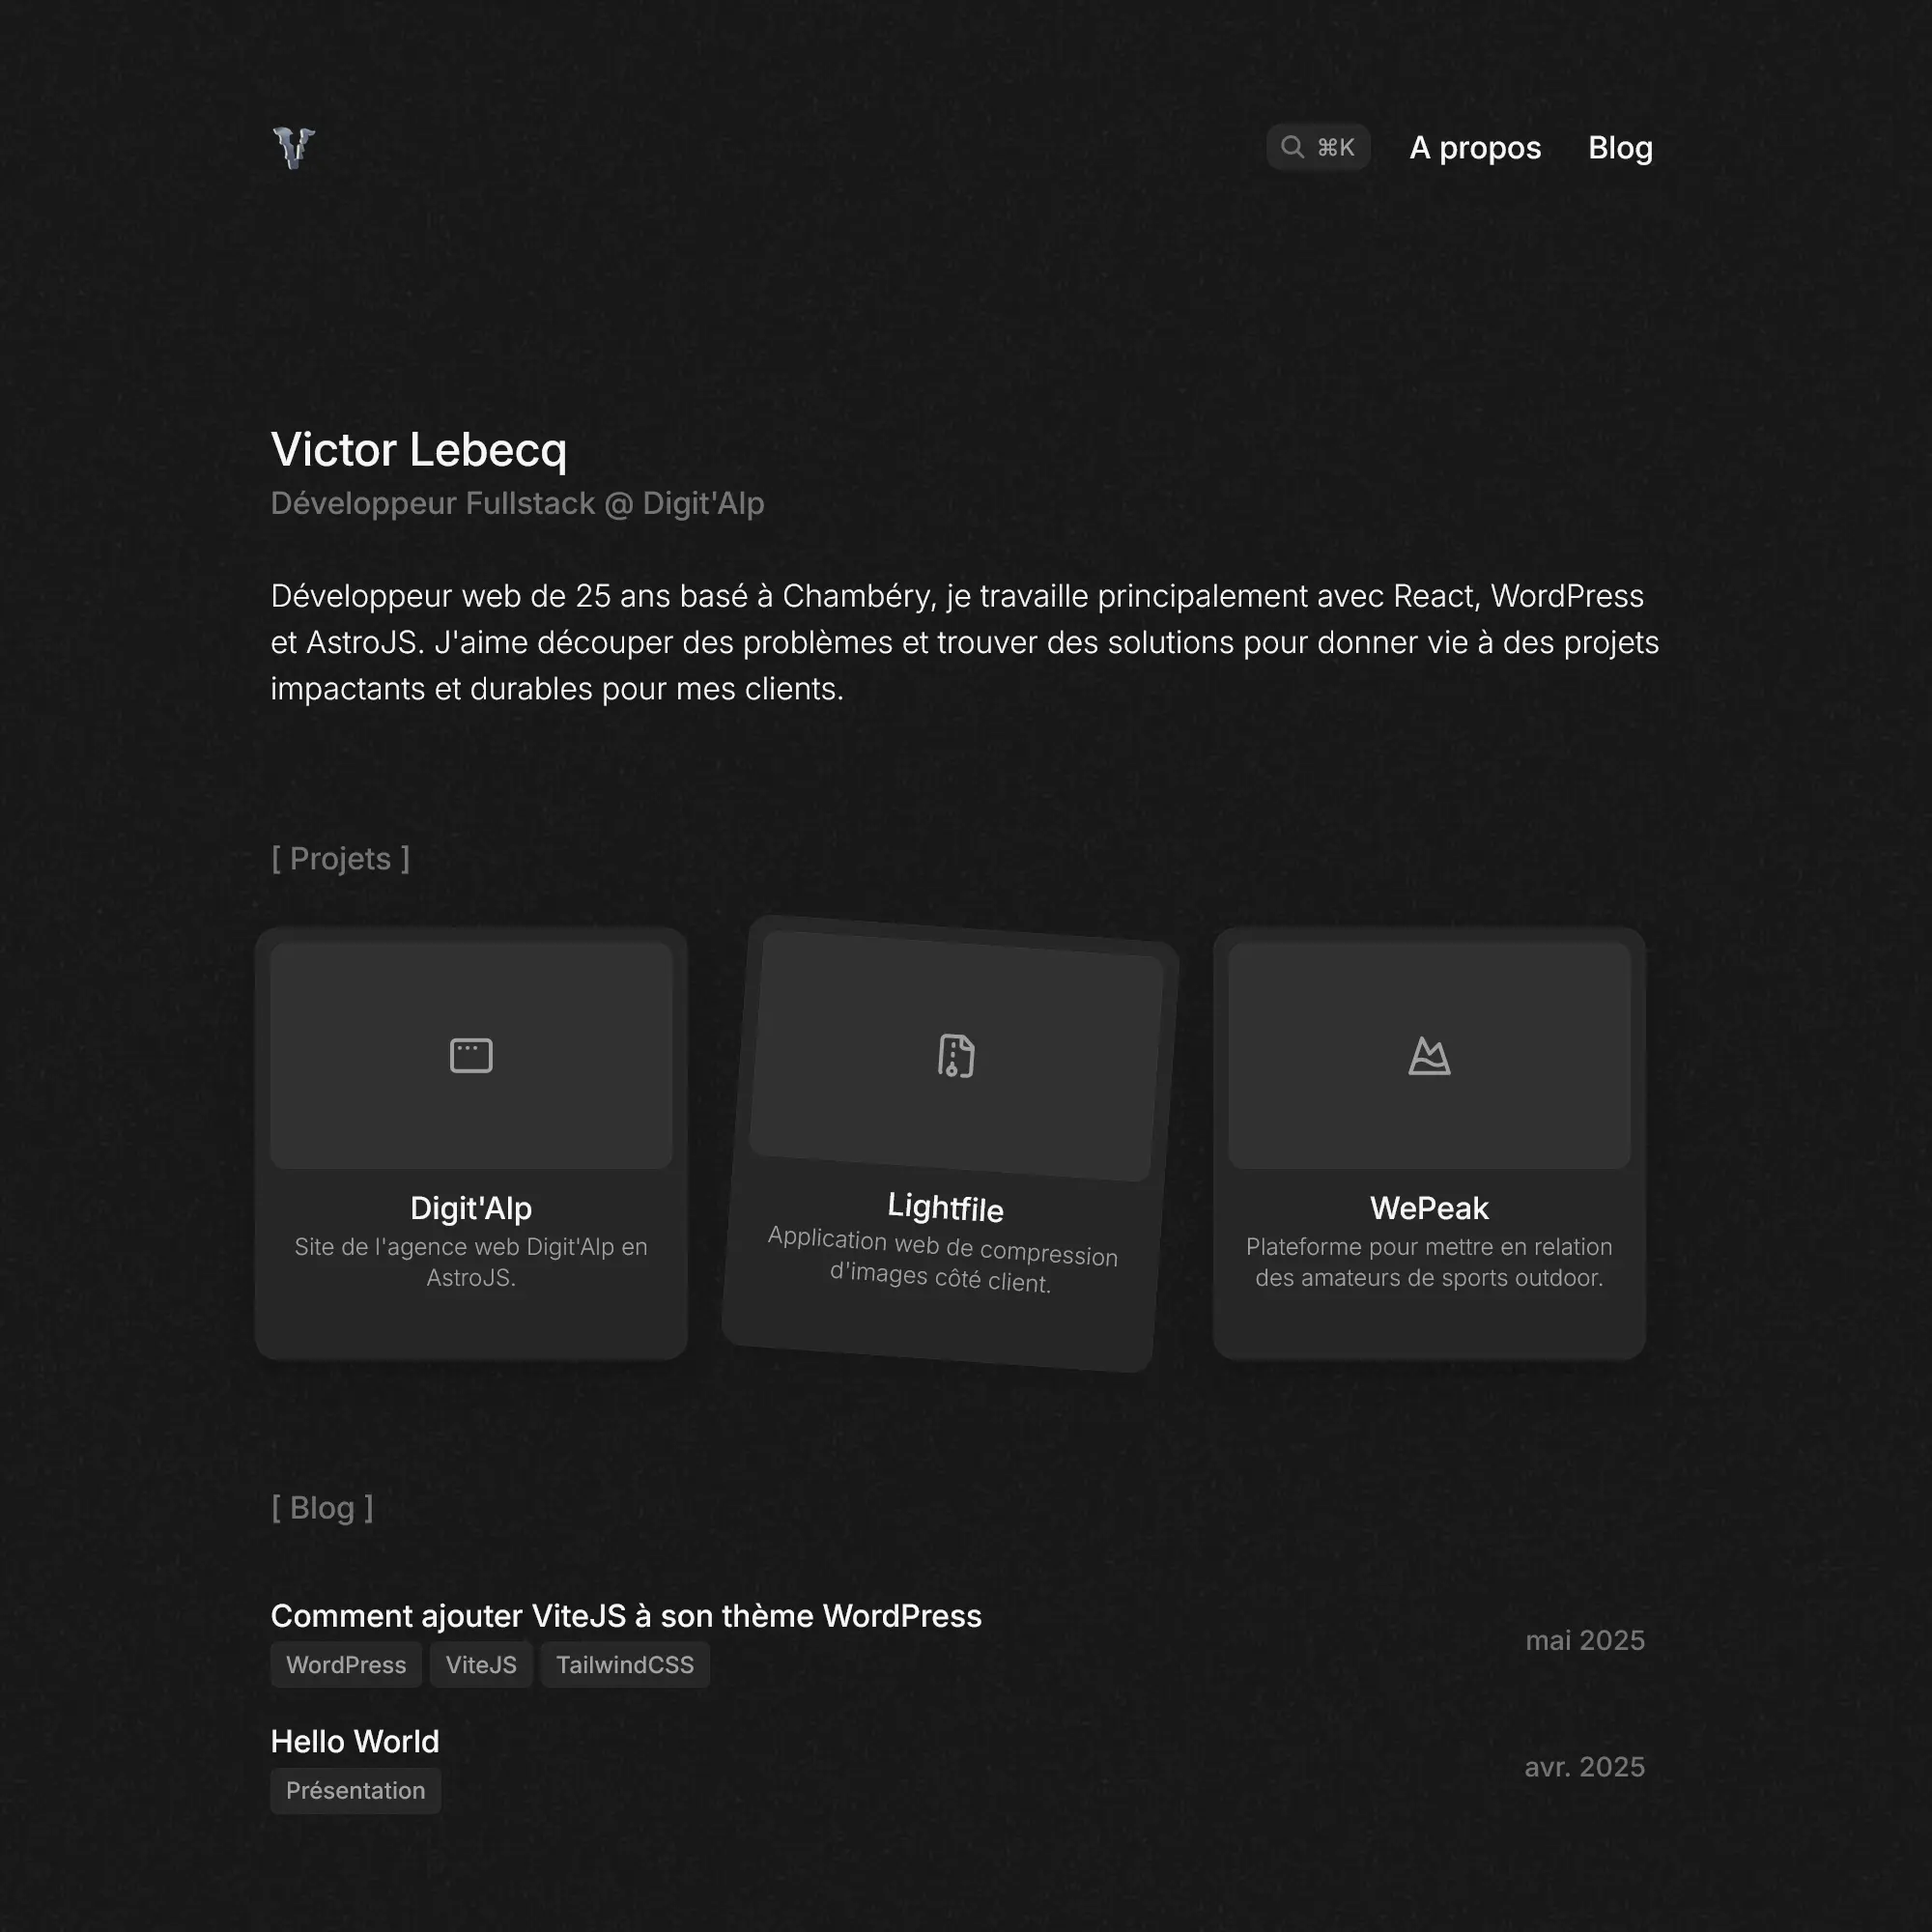 ⌘K
A propos
Blog
Victor Lebecq
Développeur Fullstack @ Digit'Alp
Développeur web de 25 ans basé à Chambéry, je travaille principalement avec React, WordPress
et AstroJS. J'aime découper des problèmes et trouver des solutions pour donner vie à des projets
impactants et durables pour mes clients.
[ Projets ]
Digit'Alp
Site de l'agence web Digit'Alp en
AstroJS.
Lightfile
Application web de compression
d'images côté client.
WePeak
Plateforme pour mettre en relation
des amateurs de sports outdoor.
[ Blog ]
Comment ajouter ViteJS à son thème WordPress
WordPress
ViteJS
TailwindCSS
mai 2025
Hello World
Présentation
avr. 2025